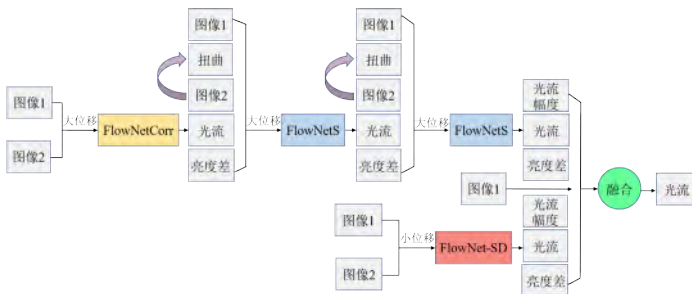 图像1
图像2
大位移
FlowNetCorr
图像1
扭曲
图像2
光流
亮度差
大位移
FlowNetS
图像1
扭曲
图像2
光流
亮度差
大位移
FlowNetS
光流
幅度
光流
亮度差
图像1
图像1
图像2
小位移
FlowNet-SD
光流
幅度
光流
亮度差
融合
光流